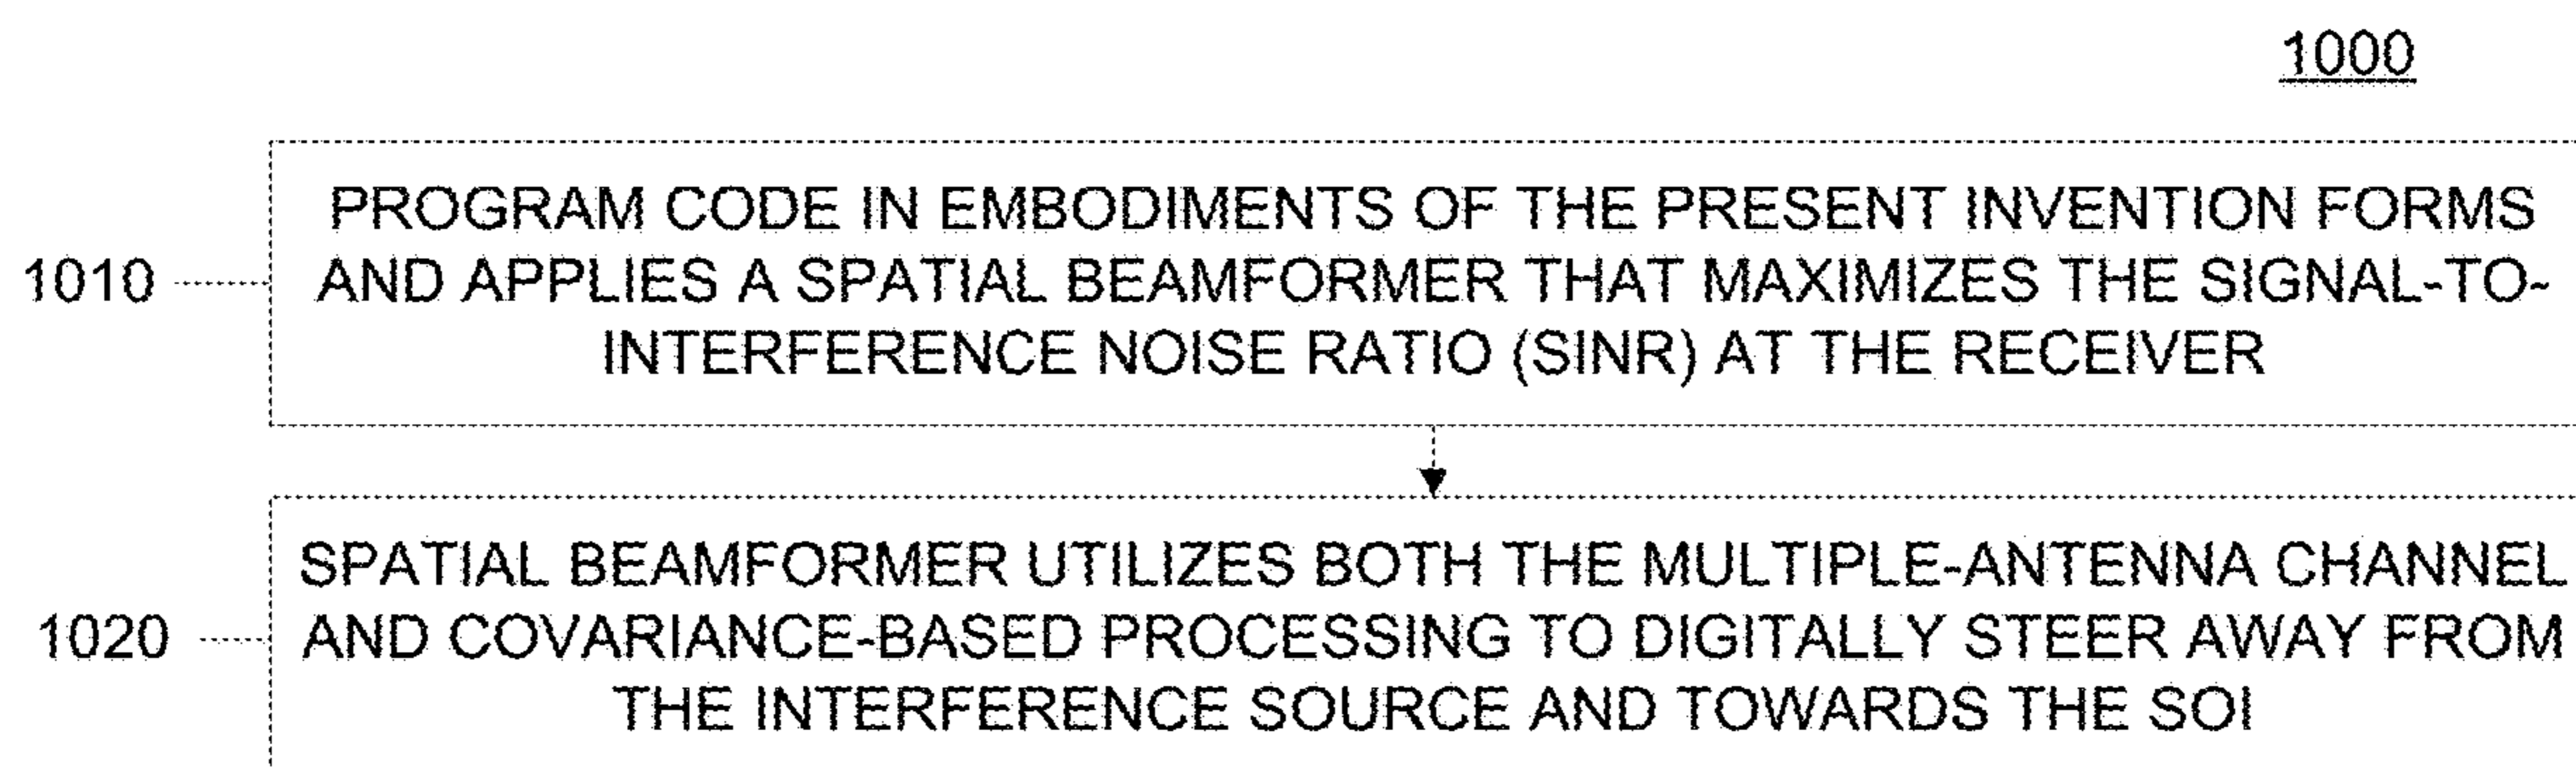 1000
PROGRAM CODE IN EMBODIMENTS OF THE PRESENT INVENTION FORMS
1010 AND APPLIES A SPATIAL BEAMFORMER THAT MAXIMIZES THE SIGNAL-TO-
INTERFERENCE NOISE RATIO (SINR) AT THE RECEIVER
SPATIAL BEAMFORMER UTILIZES BOTH THE MULTIPLE-ANTENNA CHANNEL
1020 AND COVARIANCE-BASED PROCESSING TO DIGITALLY STEER AWAY FROM
THE INTERFERENCE SOURCE AND TOWARDS THE SOI